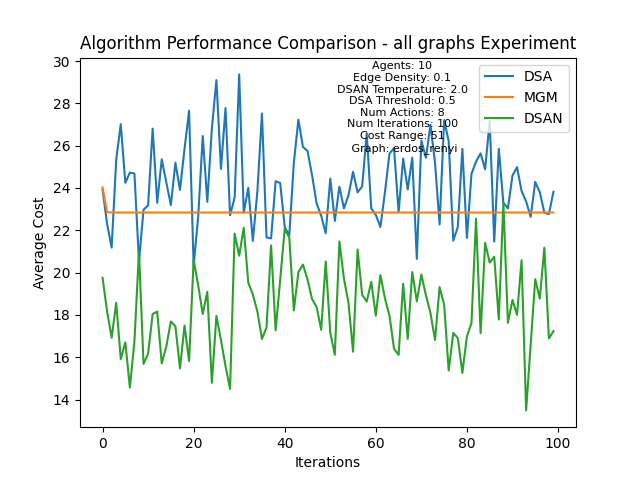 Algorithm Performance Comparison - all graphs Experiment
Agents: 10
Edge Density: 0.1
DSAN Temperature: 2.0
DSA Threshold: 0.5
Num Actions: 8
Num Iterations: 100
Cost Range: 51
Graph: erdos_renyi
DSA
MGM
DSAN
Average Cost
30
28
26
24
22
20
18
16
14
0
20
40
60
80
100
Iterations